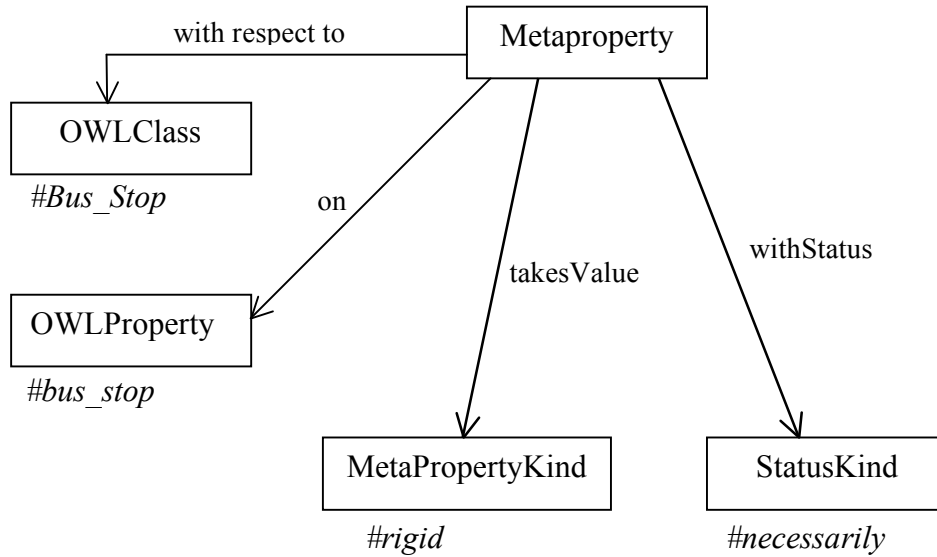 with respect to
Metaproperty
OWLClass
#Bus_Stop
on
withStatus
takesValue
OWLProperty
#bus_stop
MetaPropertyKind
StatusKind
#rigid
#necessarily